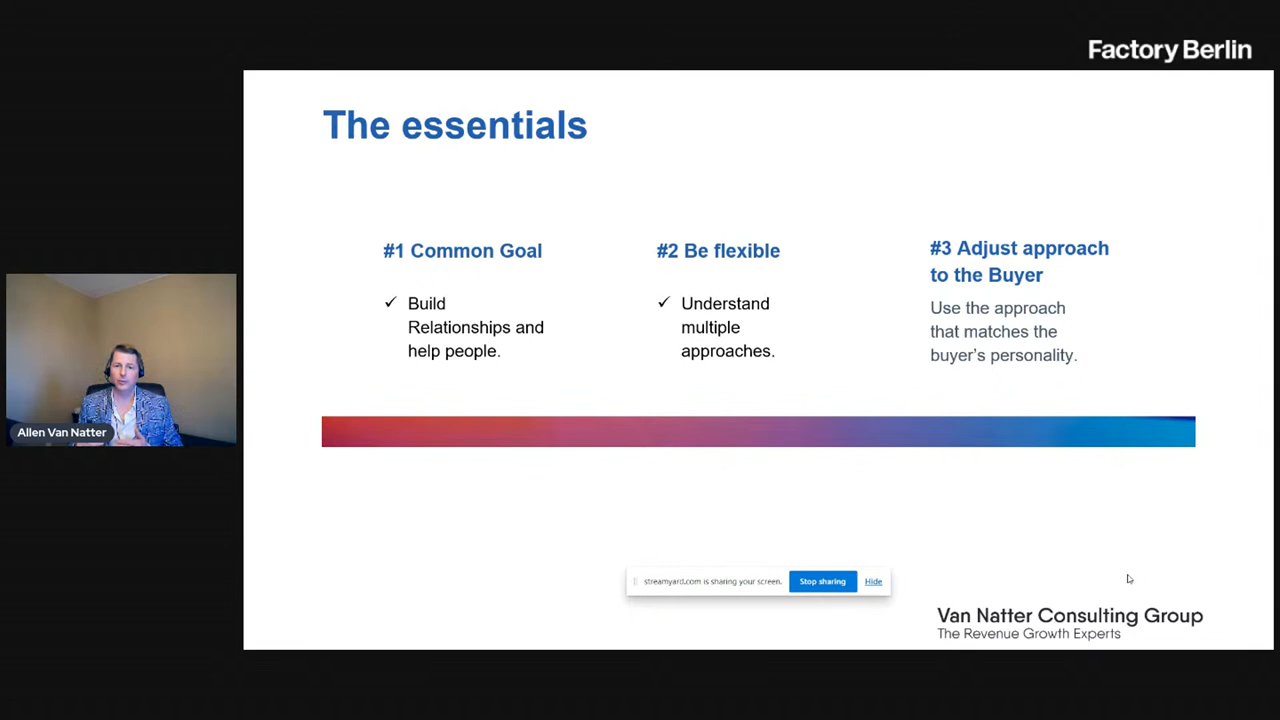 Factory Berlin
The essentials
#1 Common Goal
✓ Build
Relationships and
help people.
#2 Be flexible
✓ Understand
multiple
approaches.
#3 Adjust approach
to the Buyer
Use the approach
that matches the
buyer’s personality.
Allen Van Natter
streamyard.com is sharing your screen.
Stop sharing
Hide
Van Natter Consulting Group
The Revenue Growth Experts